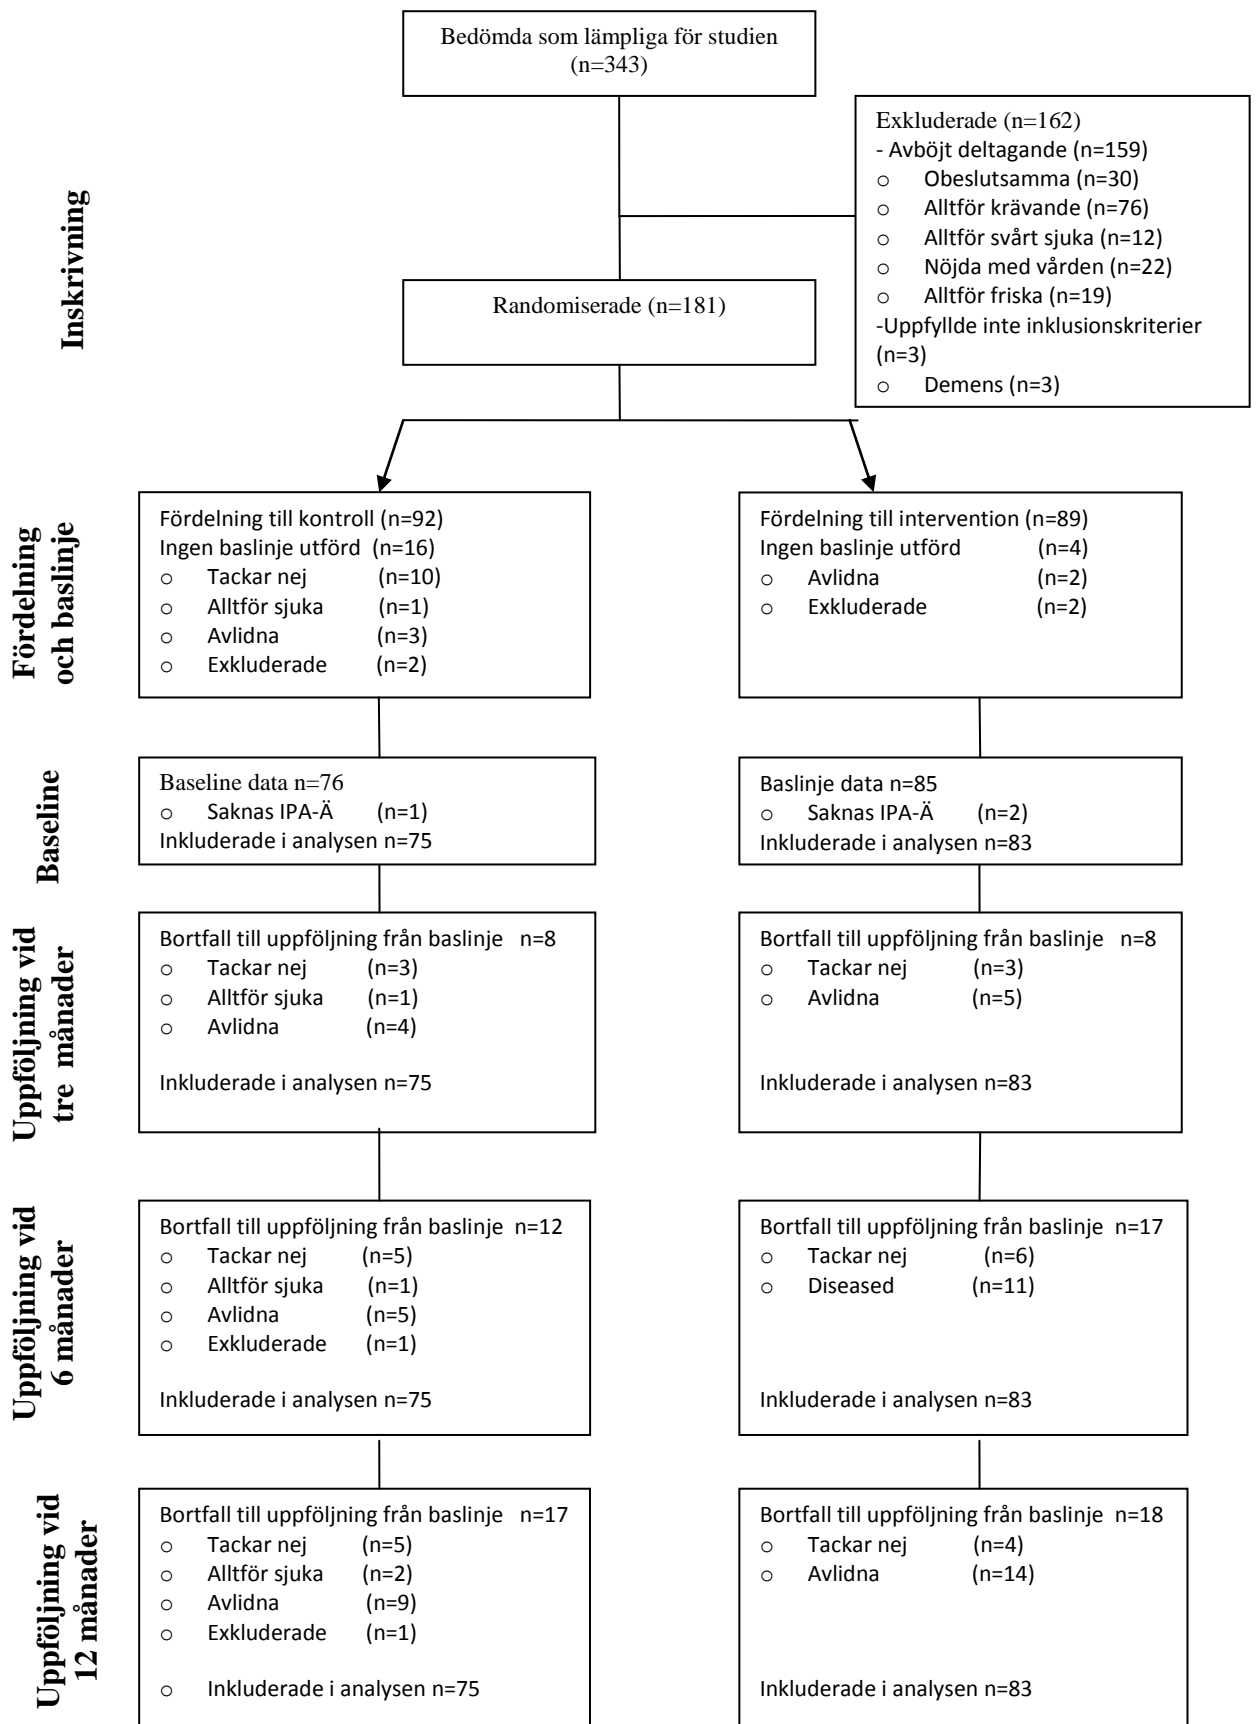 Bedömda som lämpliga för studien
(n=343)
Exkluderade (n=162)
- Avböjt deltagande (n=159)
o Obeslutsamma (n=30)
o Alltför krävande (n=76)
o Alltför svårt sjuka (n=12)
o Nöjda med vården (n=22)
o Alltför friska (n=19)
-Uppfyllde inte inklusionskriterier
(n=3)
o Demens (n=3)
Inskrivning
Randomiserade (n=181)
Fördelning
och baslinje
Fördelning till kontroll (n=92)
Ingen baslinje utförd (n=16)
o Tackar nej (n=10)
o Alltför sjuka (n=1)
o Avlidna (n=3)
o Exkluderade (n=2)
Fördelning till intervention (n=89)
Ingen baslinje utförd (n=4)
o Avlidna (n=2)
o Exkluderade (n=2)
Baseline
Baseline data n=76
o Saknas IPA-Ä (n=1)
Inkluderade i analysen n=75
Baslinje data n=85
o Saknas IPA-Ä (n=2)
Inkluderade i analysen n=83
Uppföljning vid
tre månader
Bortfall till uppföljning från baslinje n=8
o Tackar nej (n=3)
o Alltför sjuka (n=1)
o Avlidna (n=4)
Inkluderade i analysen n=75
Bortfall till uppföljning från baslinje n=8
o Tackar nej (n=3)
o Avlidna (n=5)
Inkluderade i analysen n=83
Uppföljning vid
6 månader
Bortfall till uppföljning från baslinje n=12
o Tackar nej (n=5)
o Alltför sjuka (n=1)
o Avlidna (n=5)
o Exkluderade (n=1)
Inkluderade i analysen n=75
Bortfall till uppföljning från baslinje n=17
o Tackar nej (n=6)
o Diseased (n=11)
Inkluderade i analysen n=83
Uppföljning vid
12 månader
Bortfall till uppföljning från baslinje n=17
o Tackar nej (n=5)
o Alltför sjuka (n=2)
o Avlidna (n=9)
o Exkluderade (n=1)
o Inkluderade i analysen n=75
Bortfall till uppföljning från baslinje n=18
o Tackar nej (n=4)
o Avlidna (n=14)
Inkluderade i analysen n=83